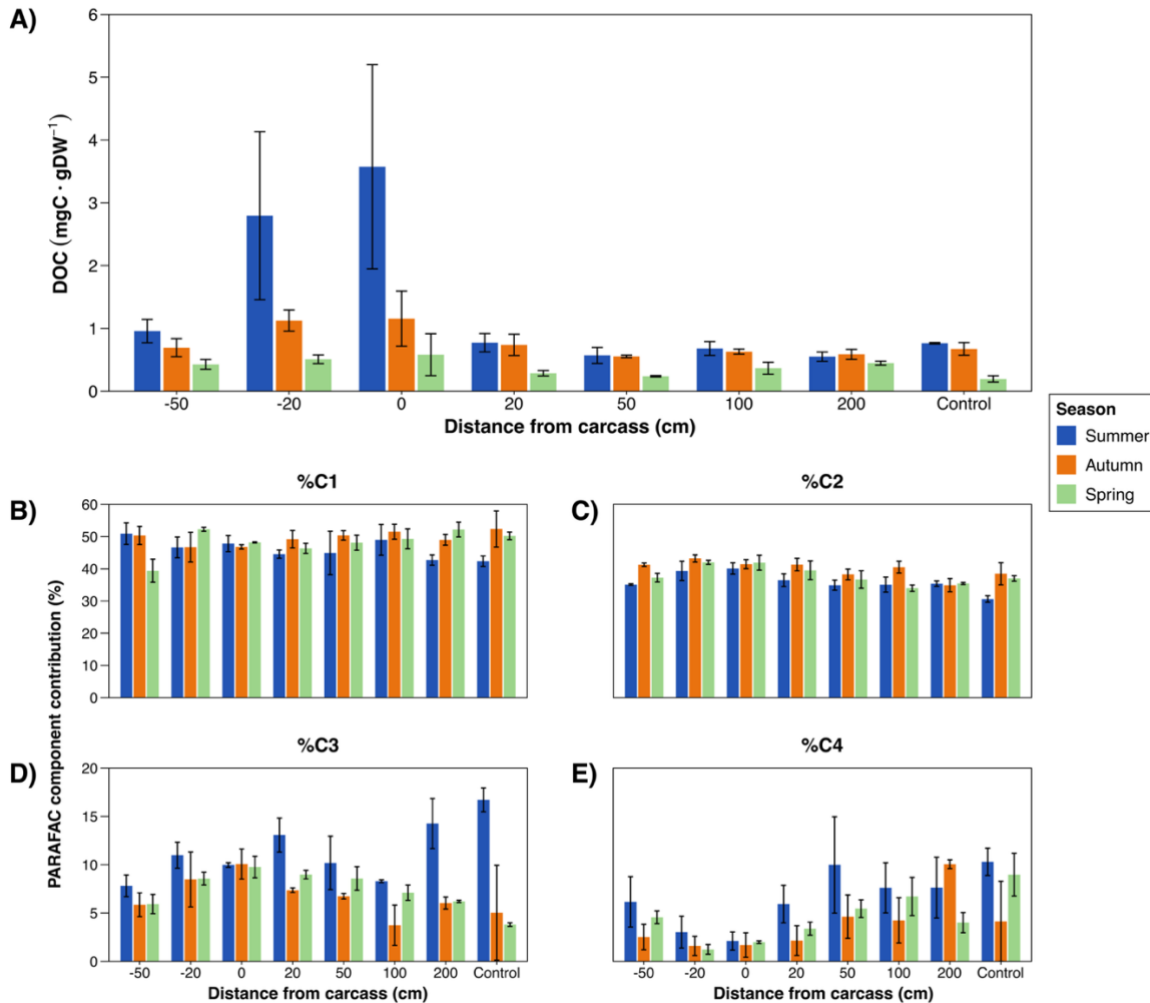 A)
6
5
4
3
2
1
0
DOC (mgC · gDW⁻¹)
-50 -20 0 20 50 100 200 Control
Distance from carcass (cm)
Season
Summer
Autumn
Spring
%C1
%C2
B)
60
50
40
30
20
10
0
C)
PARAFAC component contribution (%)
%C3
%C4
D)
20
15
10
5
0
-50 -20 0 20 50 100 200 Control
Distance from carcass (cm)
E)
-50 -20 0 20 50 100 200 Control
Distance from carcass (cm)